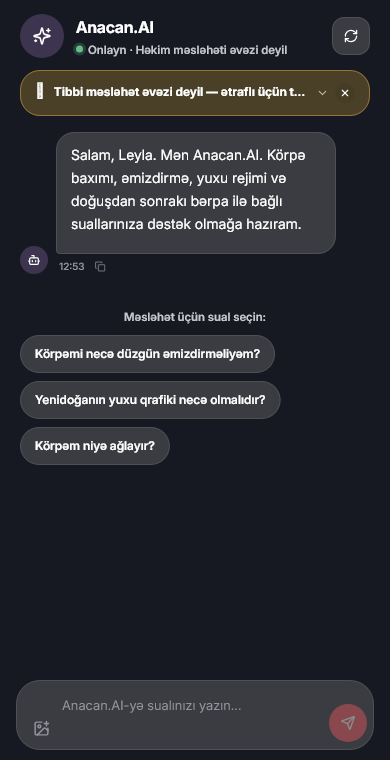 Anacan.AI
Onlayn · Həkim məsləhəti əvəzi deyil
Tibbi məsləhət əvəzi deyil — ətraflı üçün t...
Salam, Leyla. Mən Anacan.AI. Körpə
baxımı, əmizdirmə, yuxu rejimi və
doğuşdan sonrakı bərpa ilə bağlı
suallarınıza dəstək olmağa hazıram.
12:53
Məsləhət üçün sual seçin:
Körpəmi necə düzgün əmizdirməliyəm?
Yenidoğanın yuxu qrafiki necə olmalıdır?
Körpəm niyə ağlayır?
Anacan.AI-yə sualınızı yazın...